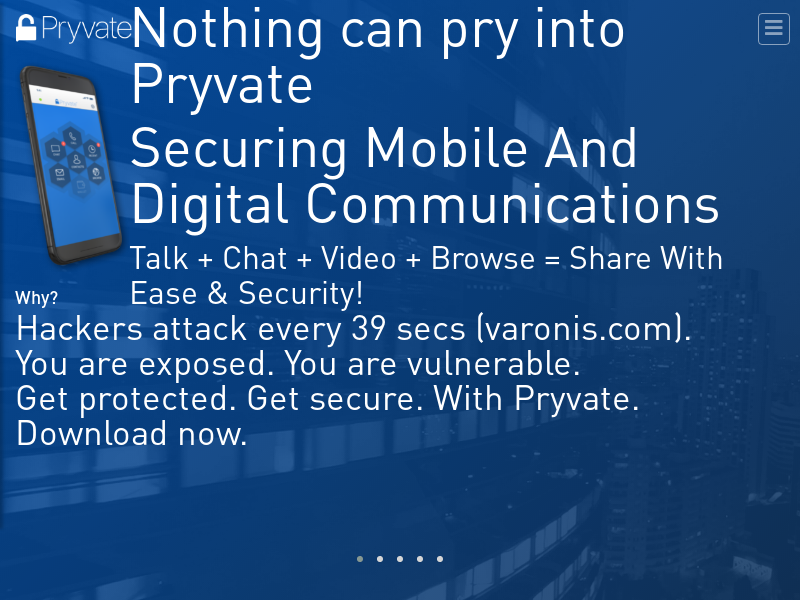 Pryvate
Nothing can pry into
Pryvate
Securing Mobile And
Digital Communications
Talk + Chat + Video + Browse = Share With
Ease & Security!
Why?
Hackers attack every 39 secs (varonis.com).
You are exposed. You are vulnerable.
Get protected. Get secure. With Pryvate.
Download now.